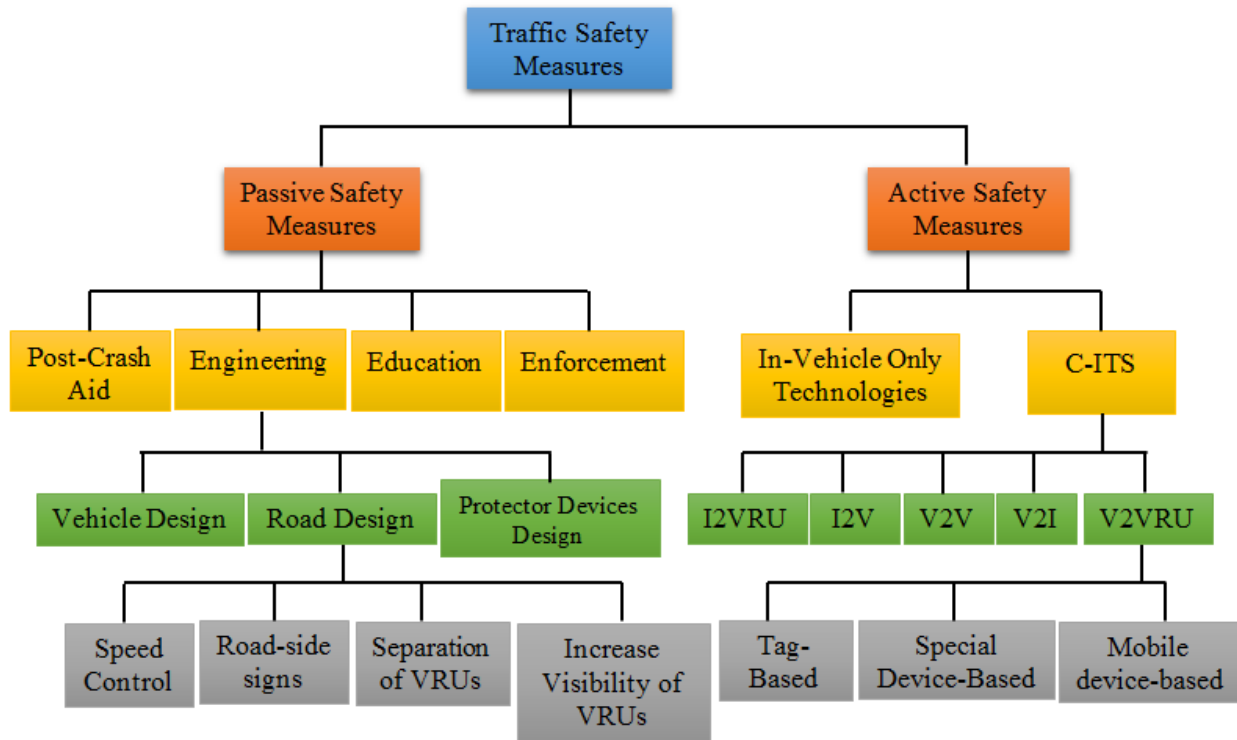 Traffic Safety
Measures
Passive Safety
Measures
Active Safety
Measures
Post-Crash
Aid
Engineering
Education
Enforcement
In-Vehicle Only
Technologies
C-ITS
Vehicle Design
Road Design
Protector Devices
Design
I2VRU
I2V
V2V
V2I
V2VRU
Speed
Control
Road-side
signs
Separation
of VRUs
Increase
Visibility of
VRUs
Tag-
Based
Special
Device-Based
Mobile
device-based